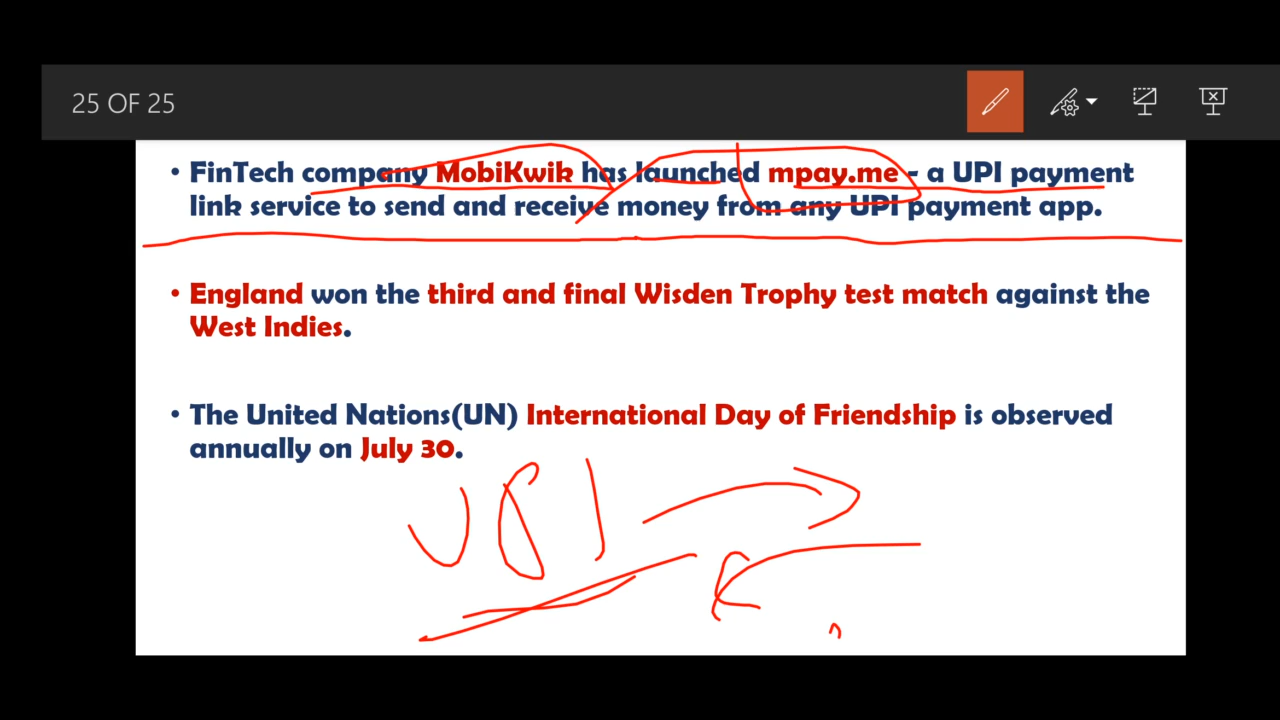 25 OF 25
• FinTech company MobiKwik has launched mpay.me - a UPI payment
link service to send and receive money from any UPI payment app.
• England won the third and final Wisden Trophy test match against the
West Indies.
• The United Nations(UN) International Day of Friendship is observed
annually on July 30.
UPI